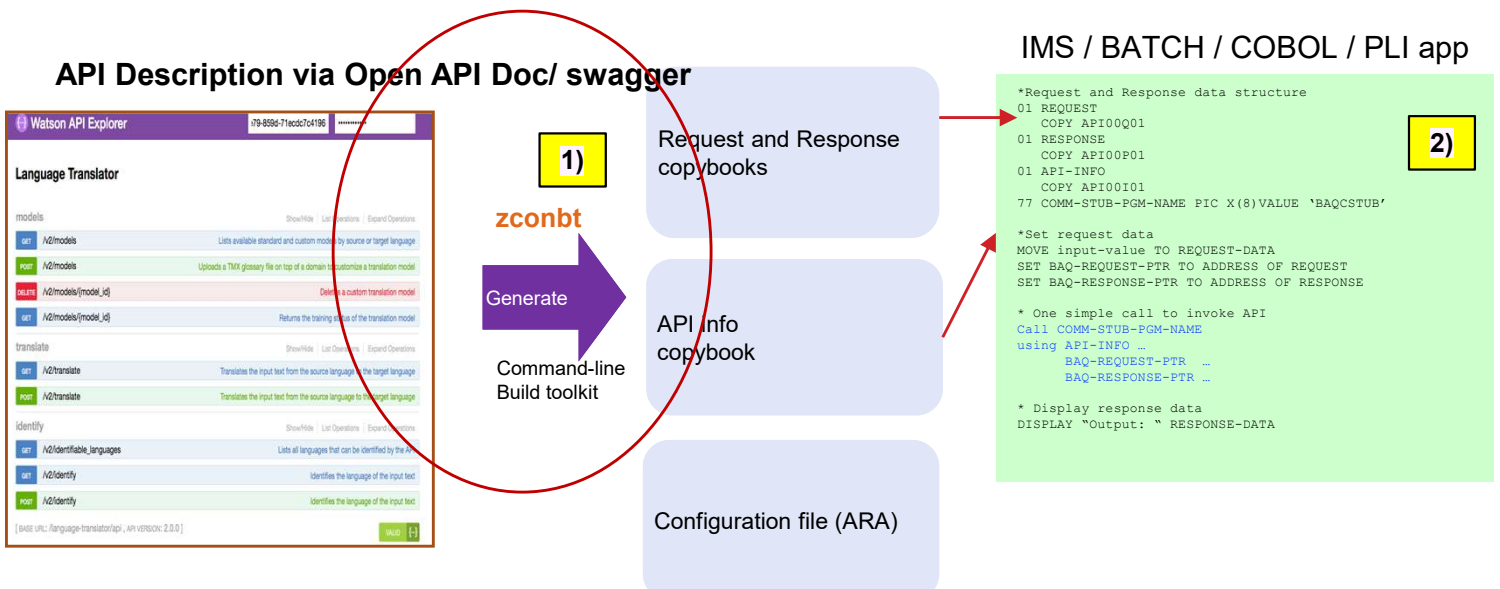 API Description via Open API Doc/ swagger
Watson API Explorer
i79-859d-71ecdc7c4196
Language Translator
models
Show/Hide | List Operations | Expand Operations
GET /v2/models Lists available standard and custom models by source or target language
POST /v2/models Uploads a TMX glossary file on top of a domain to customize a translation model
DELETE /v2/models/{model_id} Deletes a custom translation model
GET /v2/models/{model_id} Returns the training status of the translation model
translate
Show/Hide | List Operations | Expand Operations
GET /v2/translate Translates the input text from the source language to the target language
POST /v2/translate Translates the input text from the source language to the target language
identify
Show/Hide | List Operations | Expand Operations
GET /v2/identifiable_languages Lists all languages that can be identified by the API
GET /v2/identify Identifies the language of the input text
POST /v2/identify Identifies the language of the input text
[ BASE URL: /language-translator/api , API VERSION: 2.0.0 ]
VALID {-}
1)
zconbt
Generate
Command-line
Build toolkit
Request and Response
copybooks
API Info
copybook
Configuration file (ARA)
IMS / BATCH / COBOL / PLI app
2)
*Request and Response data structure
01 REQUEST
COPY API00Q01
01 RESPONSE
COPY API00P01
01 API-INFO
COPY API00I01
77 COMM-STUB-PGM-NAME PIC X(8)VALUE ‘BAQCSTUB’
*Set request data
MOVE input-value TO REQUEST-DATA
SET BAQ-REQUEST-PTR TO ADDRESS OF REQUEST
SET BAQ-RESPONSE-PTR TO ADDRESS OF RESPONSE
* One simple call to invoke API
Call COMM-STUB-PGM-NAME
using API-INFO …
BAQ-REQUEST-PTR …
BAQ-RESPONSE-PTR …
* Display response data
DISPLAY “Output: “ RESPONSE-DATA